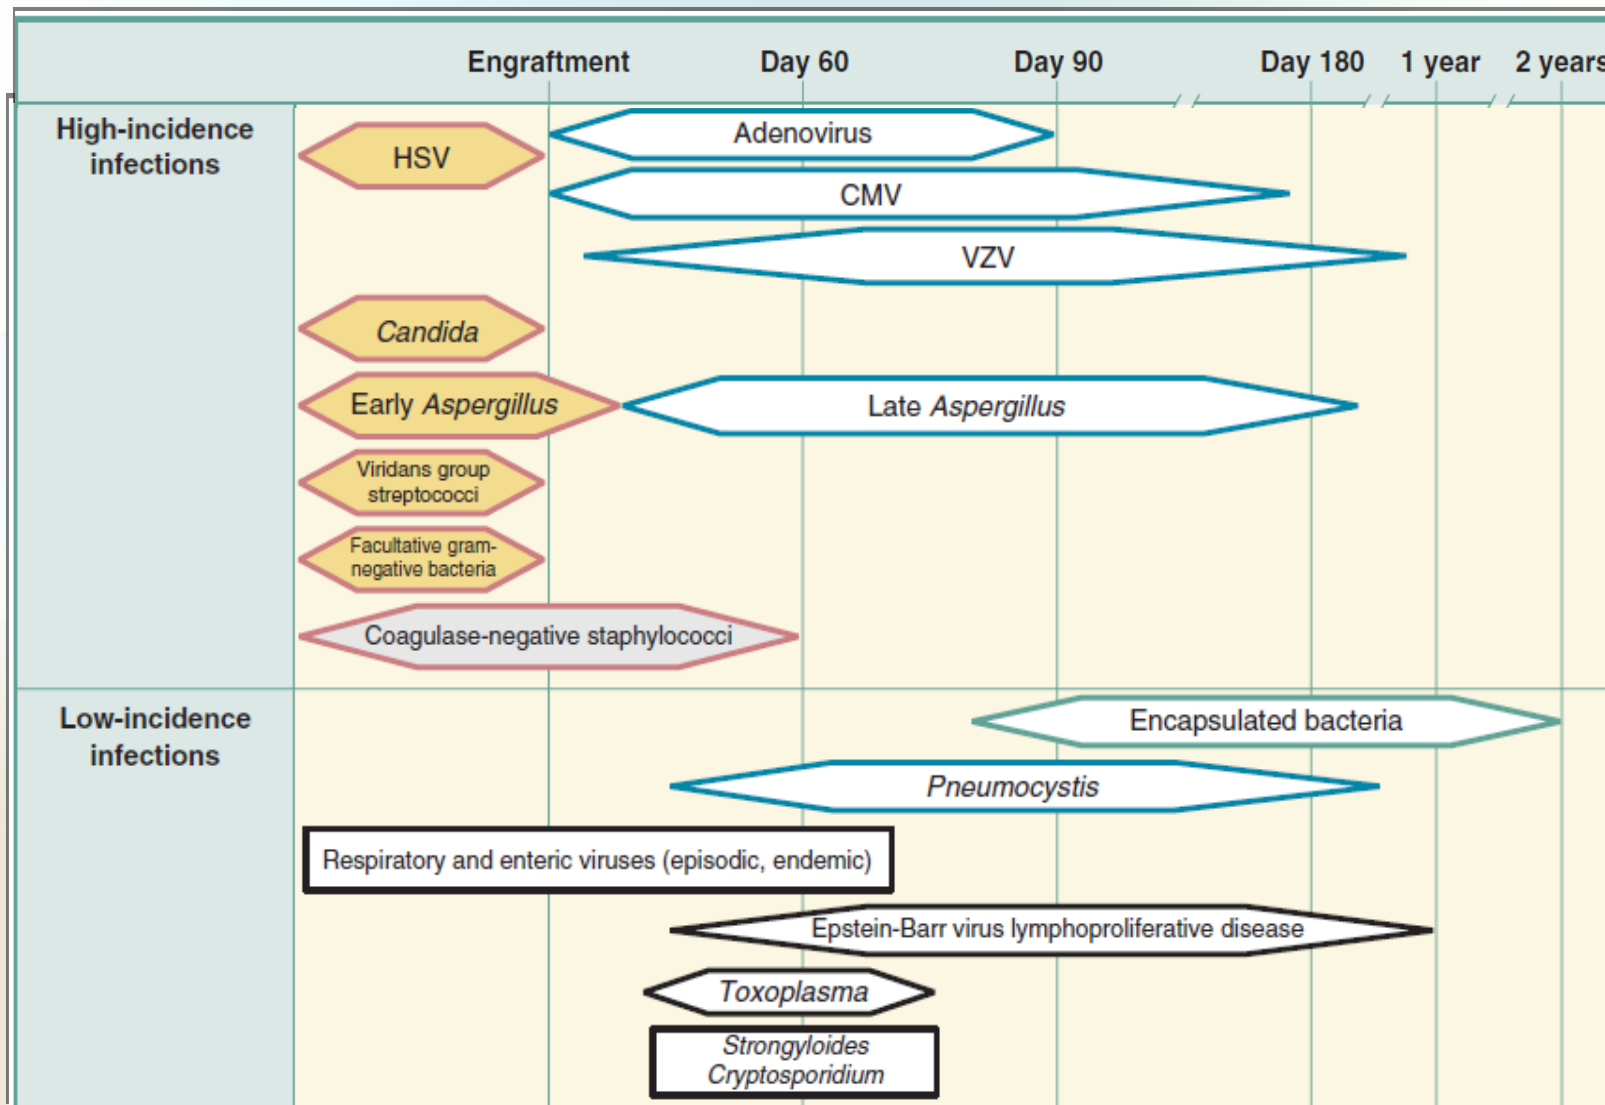 Engraftment Day 60 Day 90 Day 180 1 year 2 years
High-incidence
infections
HSV
Adenovirus
CMV
VZV
Candida
Early Aspergillus
Late Aspergillus
Viridans group
streptococci
Facultative gram-
negative bacteria
Coagulase-negative staphylococci
Low-incidence
infections
Encapsulated bacteria
Pneumocystis
Respiratory and enteric viruses (episodic, endemic)
Epstein-Barr virus lymphoproliferative disease
Toxoplasma
Strongyloides
Cryptosporidium